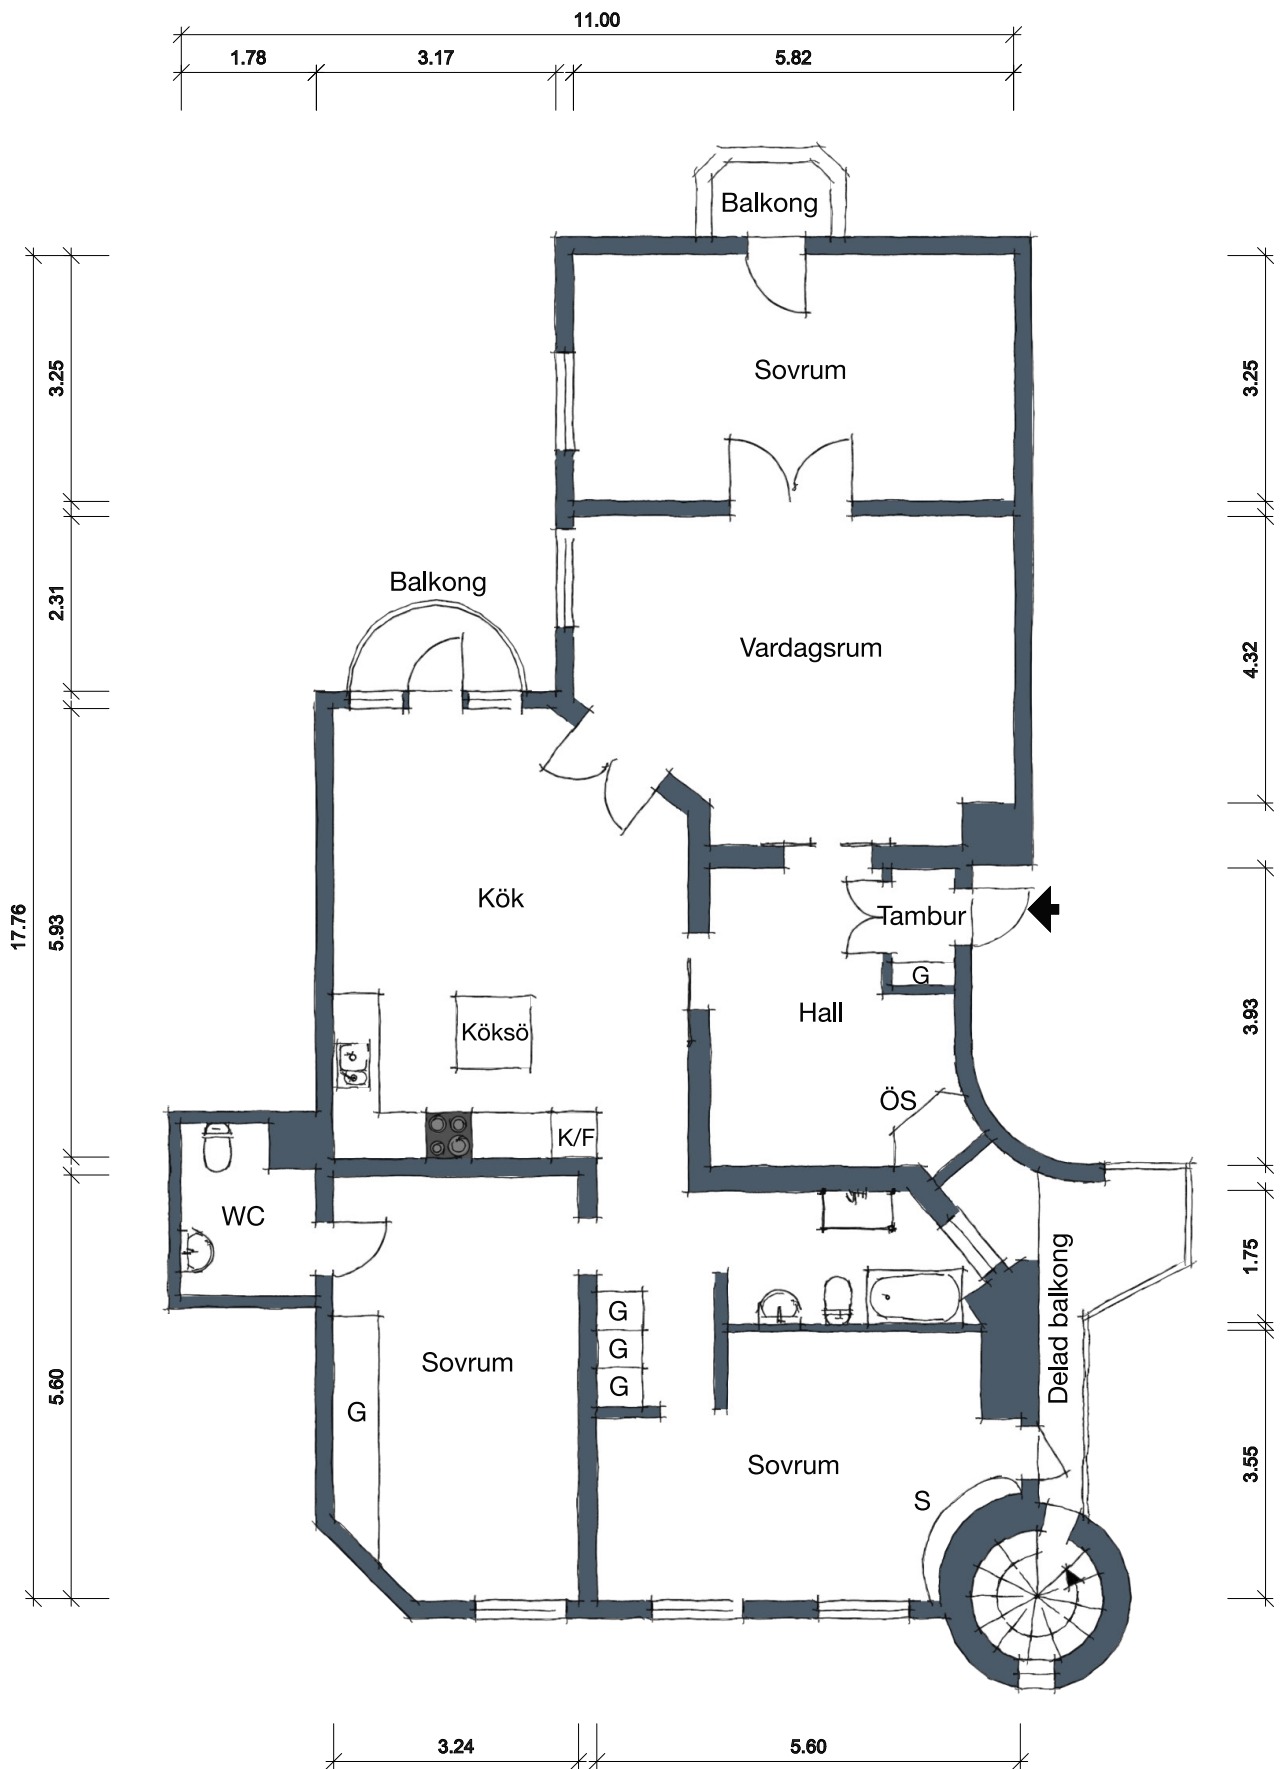 11.00
1.78
3.17
5.82
Balkong
3.25
Sovrum
3.25
2.31
Balkong
Vardagsrum
4.32
17.76
5.93
Kök
Tambur
G
Köksö
Hall
3.93
ÖS
K/F
WC
1.75
Delad balkong
G
G
G
Sovrum
5.60
G
Sovrum
S
3.55
3.24
5.60